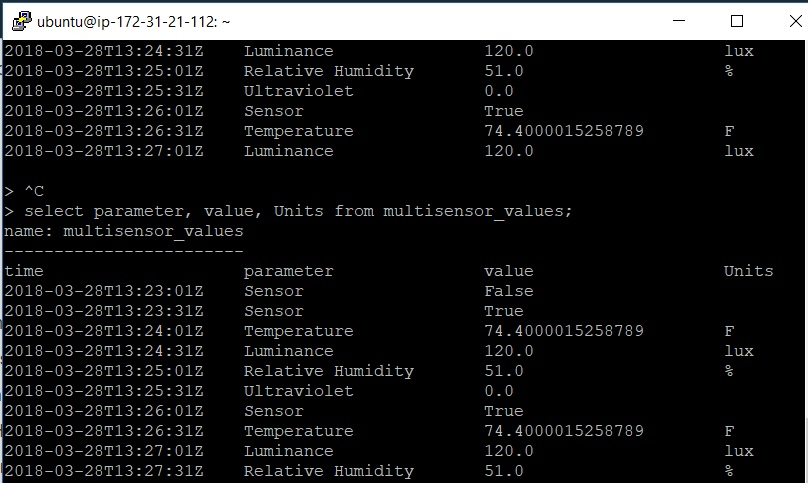 ubuntu@ip-172-31-21-112: ~
2018-03-28T13:24:31Z    Luminance               120.0                   lux
2018-03-28T13:25:01Z    Relative Humidity       51.0                    %
2018-03-28T13:25:31Z    Ultraviolet             0.0
2018-03-28T13:26:01Z    Sensor                  True
2018-03-28T13:26:01Z    Temperature             74.4000015258789        F
2018-03-28T13:27:01Z    Luminance               120.0                   lux
> ^C
> select parameter, value, Units from multisensor_values;
name: multisensor_values
------------------------
time                    parameter               value                   Units
2018-03-28T13:23:01Z    Sensor                  False
2018-03-28T13:23:31Z    Sensor                  True
2018-03-28T13:24:01Z    Temperature             74.4000015258789        F
2018-03-28T13:24:31Z    Luminance               120.0                   lux
2018-03-28T13:25:01Z    Relative Humidity       51.0                    %
2018-03-28T13:25:31Z    Ultraviolet             0.0
2018-03-28T13:26:01Z    Sensor                  True
2018-03-28T13:26:31Z    Temperature             74.4000015258789        F
2018-03-28T13:27:01Z    Luminance               120.0                   lux
2018-03-28T13:27:31Z    Relative Humidity       51.0                    %